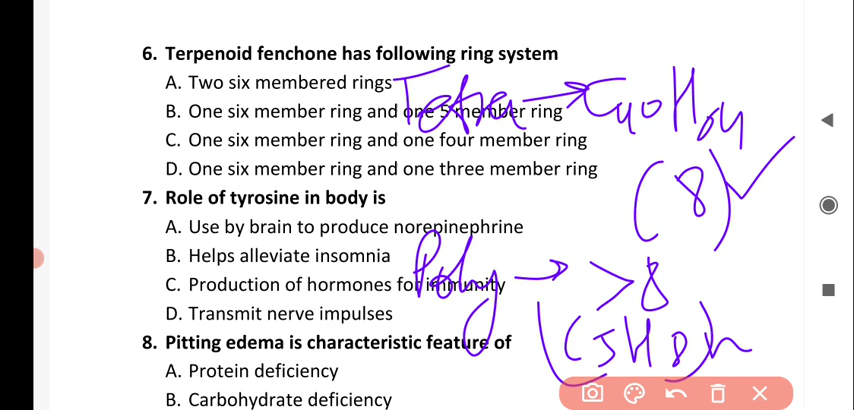 6. Terpenoid fenchone has following ring system
A. Two six membered rings
B. One six member ring and one 5 member ring
C. One six member ring and one four member ring
D. One six member ring and one three member ring
7. Role of tyrosine in body is
A. Use by brain to produce norepinephrine
B. Helps alleviate insomnia
C. Production of hormones for immunity
D. Transmit nerve impulses
8. Pitting edema is characteristic feature of
A. Protein deficiency
B. Carbohydrate deficiency
Tetra → C40H64
(8) ✓
Poly → >8
(C5H8)n